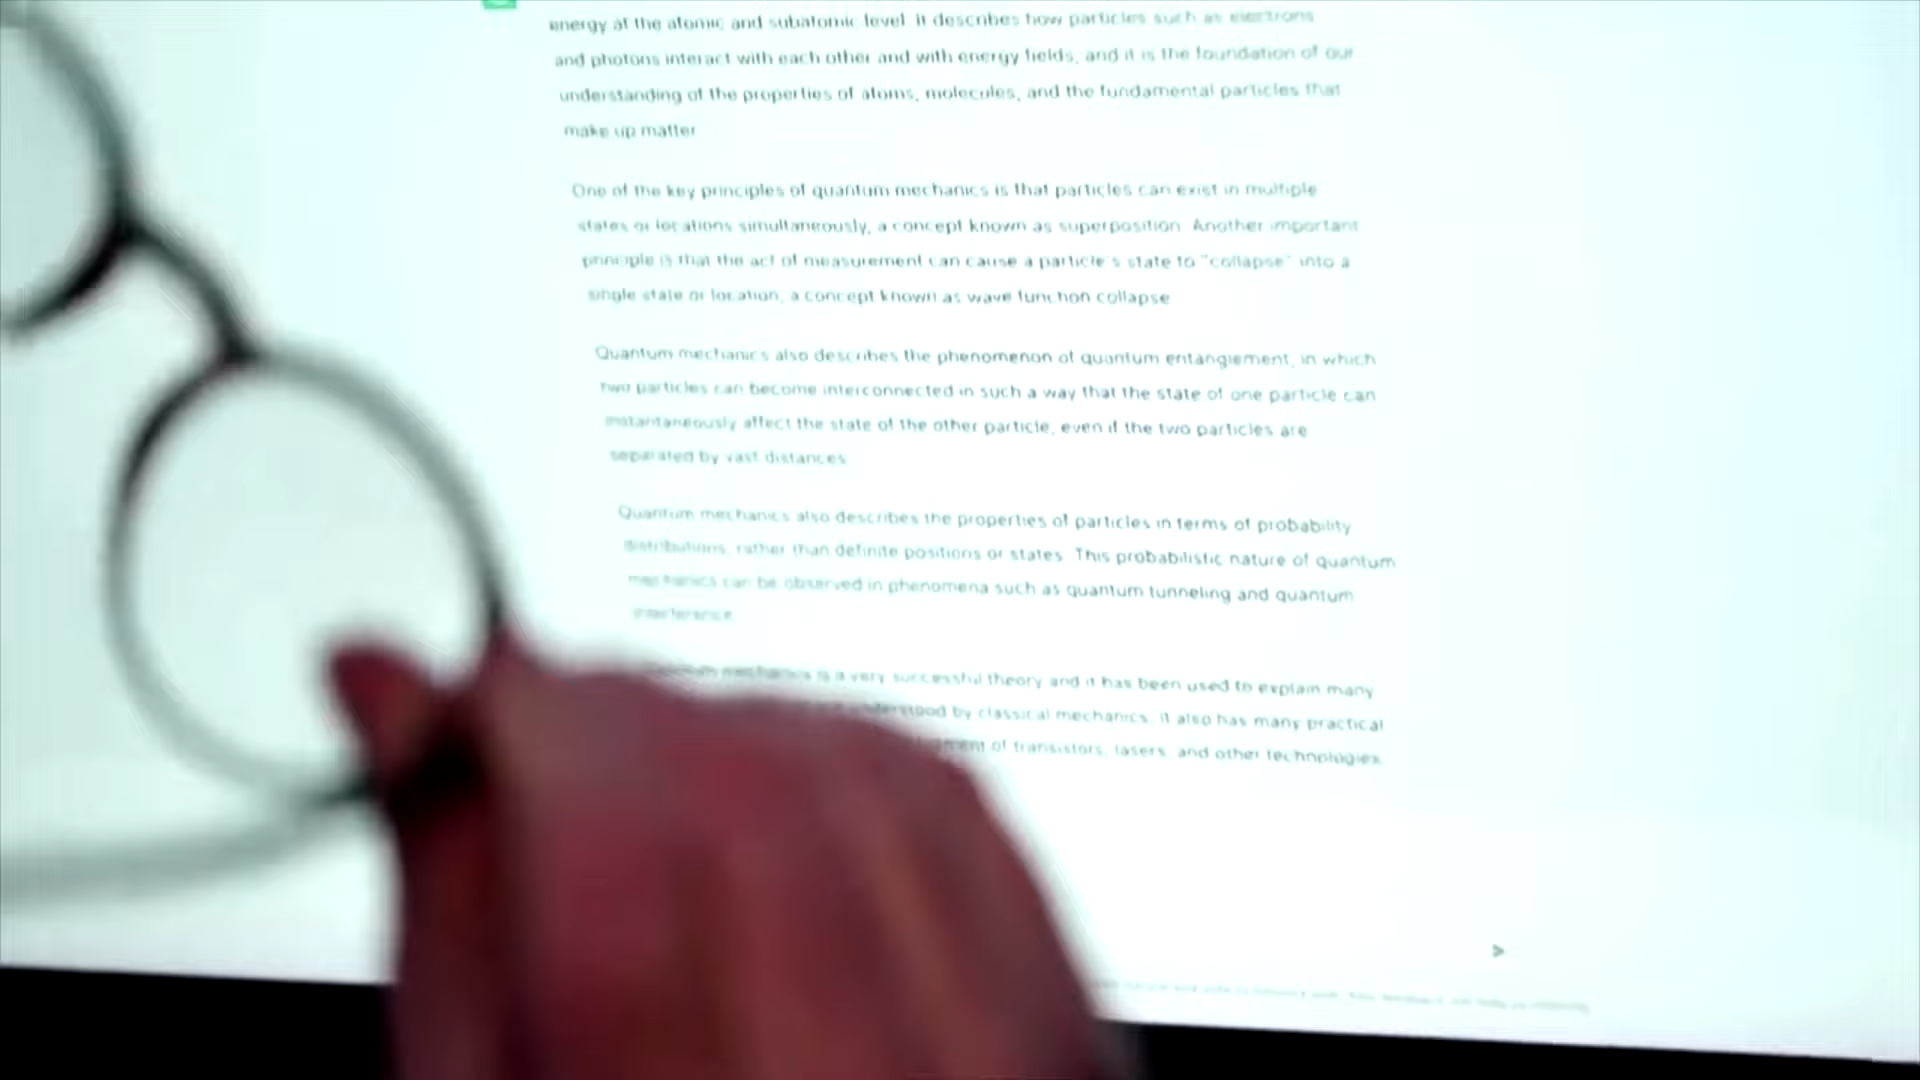 energy at the atomic and subatomic level. It describes how particles such as electrons
and photons interact with each other and with energy fields, and it is the foundation of our
understanding of the properties of atoms, molecules, and the fundamental particles that
make up matter.
One of the key principles of quantum mechanics is that particles can exist in multiple
states or locations simultaneously, a concept known as superposition. Another important
principle is that the act of measurement can cause a particle's state to "collapse" into a
single state or location, a concept known as wave function collapse.
Quantum mechanics also describes the phenomenon of quantum entanglement, in which
two particles can become interconnected in such a way that the state of one particle can
instantaneously affect the state of the other particle, even if the two particles are
separated by vast distances.
Quantum mechanics also describes the properties of particles in terms of probability
distributions, rather than definite positions or states. This probabilistic nature of quantum
mechanics can be observed in phenomena such as quantum tunneling and quantum
interference.
mechanics is a very successful theory and it has been used to explain many
understood by classical mechanics, it also has many practical
of transistors, lasers, and other technologies.
>